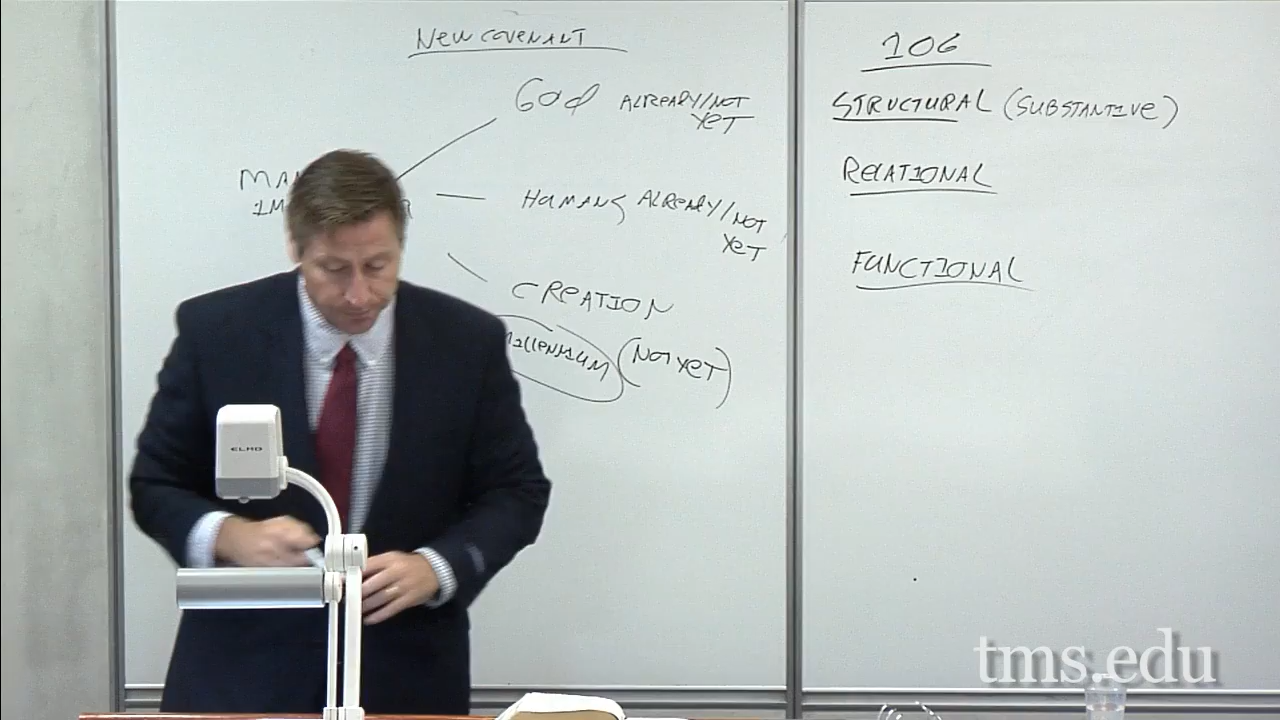 New COVENANT
God ALREADY/NOT
YeT
HUMANS ALREADY/NOT
YeT
CREATION
MILLENNIUM (NOT YeT)
106
STRUCTURAL (SUBSTANTIVE)
RELATIONAL
FUNCTIONAL
ELMO
tms.edu